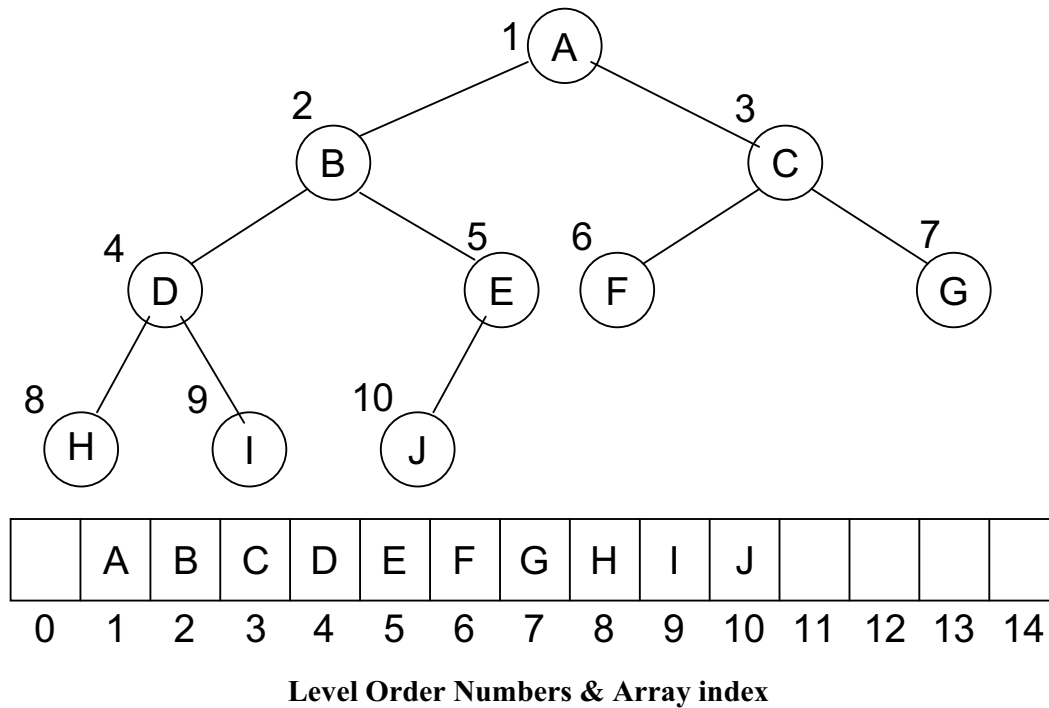 1 A
2 3
B C
4 5 6 7
D E F G
8 9 10
H I J
A B C D E F G H I J
0 1 2 3 4 5 6 7 8 9 10 11 12 13 14
Level Order Numbers & Array index